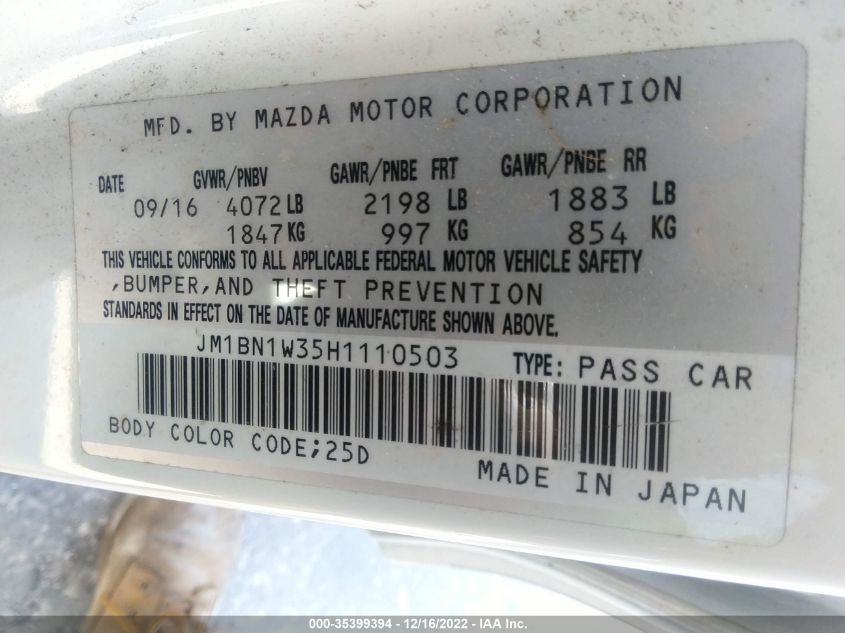 MFD. BY MAZDA MOTOR CORPORATION
DATE GVWR/PNBV GAWR/PNBE FRT GAWR/PNBE RR
09/16 4072 LB 2198 LB 1883 LB
1847 KG 997 KG 854 KG
THIS VEHICLE CONFORMS TO ALL APPLICABLE FEDERAL MOTOR VEHICLE SAFETY
,BUMPER,AND THEFT PREVENTION
STANDARDS IN EFFECT ON THE DATE OF MANUFACTURE SHOWN ABOVE.
JM1BN1W35H1110503 TYPE: PASS CAR
BODY COLOR CODE;25D
MADE IN JAPAN
000-35399394 - 12/16/2022 - IAA Inc.